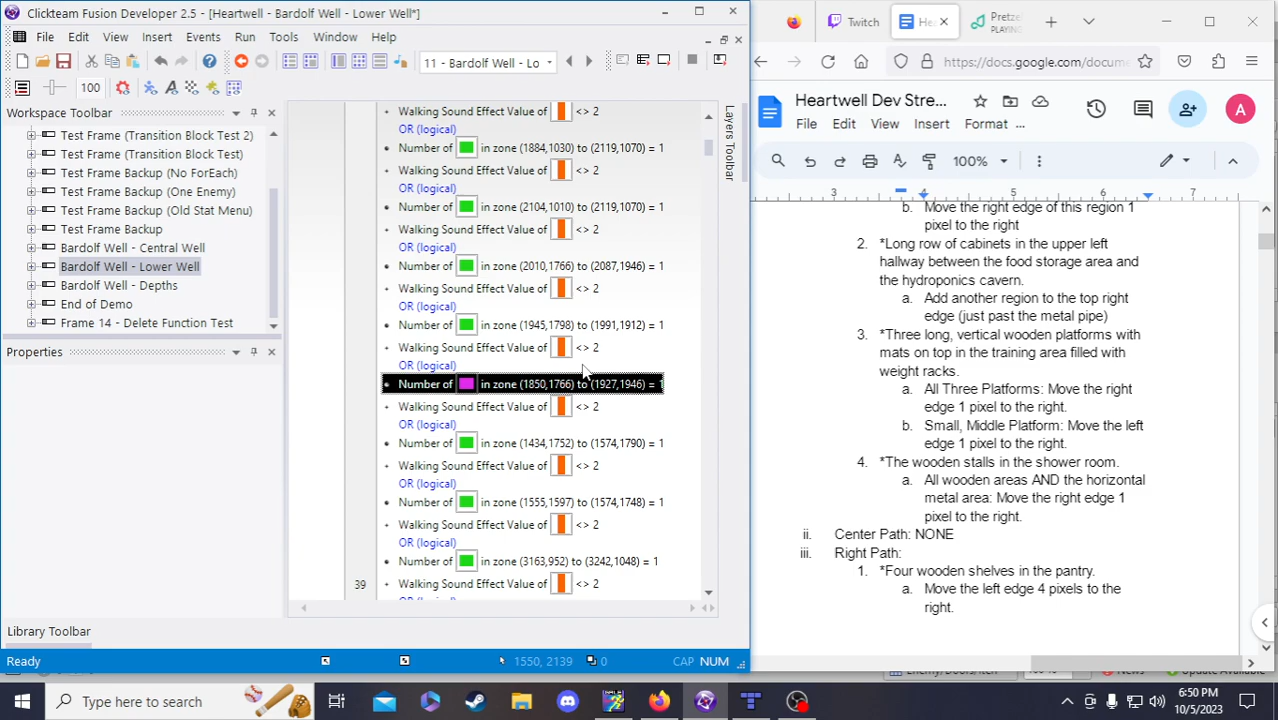 Clickteam Fusion Developer 2.5 - [Heartwell - Bardolf Well - Lower Well*]
File Edit View Insert Events Run Tools Window Help
11 - Bardolf Well - Lo
100
Workspace Toolbar
Test Frame (Transition Block Test 2)
Test Frame (Transition Block Test)
Test Frame Backup (No ForEach)
Test Frame Backup (One Enemy)
Test Frame Backup (Old Stat Menu)
Test Frame Backup
Bardolf Well - Central Well
Bardolf Well - Lower Well
Bardolf Well - Depths
End of Demo
Frame 14 - Delete Function Test
Properties
Library Toolbar
Ready
1550, 2139
0
CAP NUM
Layers Toolbar
Walking Sound Effect Value of <> 2
OR (logical)
Number of in zone (1884,1030) to (2119,1070) = 1
Walking Sound Effect Value of <> 2
OR (logical)
Number of in zone (2104,1010) to (2119,1070) = 1
Walking Sound Effect Value of <> 2
OR (logical)
Number of in zone (2010,1766) to (2087,1946) = 1
Walking Sound Effect Value of <> 2
OR (logical)
Number of in zone (1945,1798) to (1991,1912) = 1
Walking Sound Effect Value of <> 2
OR (logical)
Number of in zone (1850,1766) to (1927,1946) = 1
Walking Sound Effect Value of <> 2
OR (logical)
Number of in zone (1434,1752) to (1574,1790) = 1
Walking Sound Effect Value of <> 2
OR (logical)
Number of in zone (1555,1597) to (1574,1748) = 1
Walking Sound Effect Value of <> 2
OR (logical)
Number of in zone (3163,952) to (3242,1048) = 1
39
Walking Sound Effect Value of <> 2
Twitch
Hea
Pretzel
PLAYING
https://docs.google.com/docume
Heartwell Dev Stre...
File Edit View Insert Format ...
A
100%
3 4 5 6 7
b. Move the right edge of this region 1
pixel to the right
2. *Long row of cabinets in the upper left
hallway between the food storage area and
the hydroponics cavern.
a. Add another region to the top right
edge (just past the metal pipe)
3. *Three long, vertical wooden platforms with
mats on top in the training area filled with
weight racks.
a. All Three Platforms: Move the right
edge 1 pixel to the right.
b. Small, Middle Platform: Move the left
edge 1 pixel to the right.
4. *The wooden stalls in the shower room.
a. All wooden areas AND the horizontal
metal area: Move the right edge 1
pixel to the right.
ii. Center Path: NONE
iii. Right Path:
1. *Four wooden shelves in the pantry.
a. Move the left edge 4 pixels to the
right.
Type here to search
6:50 PM
10/5/2023